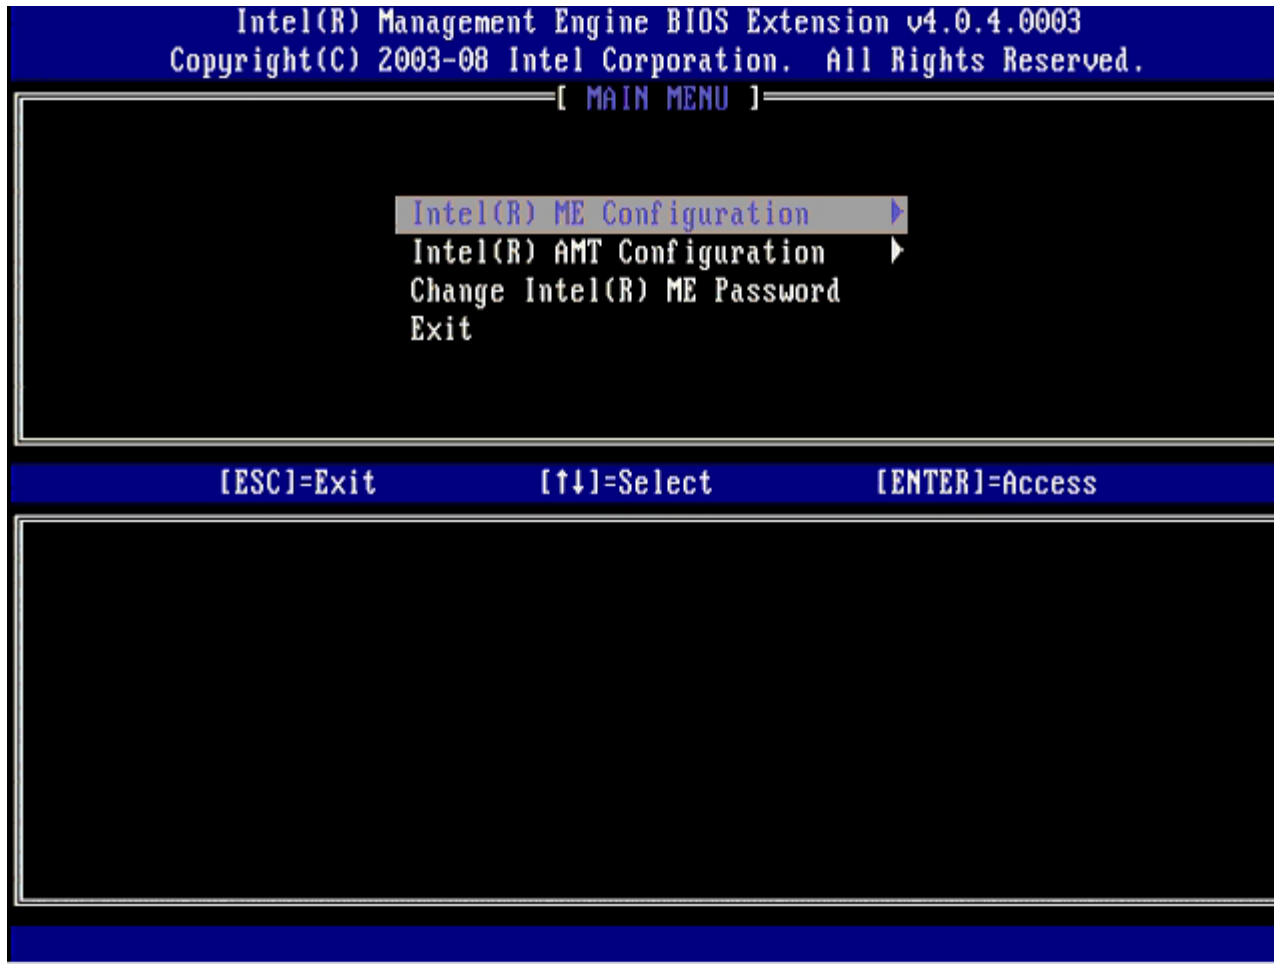 Intel(R) Management Engine BIOS Extension v4.0.4.0003
Copyright(C) 2003-08 Intel Corporation. All Rights Reserved.
[ MAIN MENU ]
Intel(R) ME Configuration ▶
Intel(R) AMT Configuration ▶
Change Intel(R) ME Password
Exit
[ESC]=Exit [↑↓]=Select [ENTER]=Access